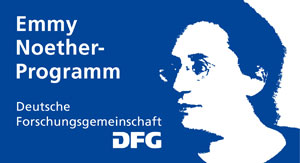 Emmy
Noether-
Programm
Deutsche
Forschungsgemeinschaft
DFG